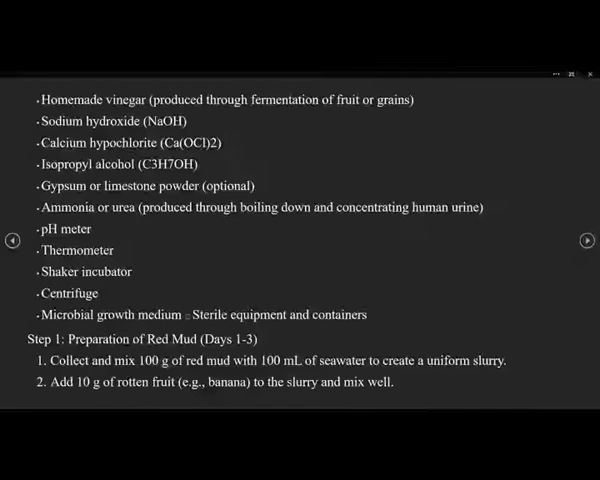 • Homemade vinegar (produced through fermentation of fruit or grains)
• Sodium hydroxide (NaOH)
• Calcium hypochlorite (Ca(OCl)2)
• Isopropyl alcohol (C3H7OH)
• Gypsum or limestone powder (optional)
• Ammonia or urea (produced through boiling down and concentrating human urine)
• pH meter
• Thermometer
• Shaker incubator
• Centrifuge
• Microbial growth medium □ Sterile equipment and containers
Step 1: Preparation of Red Mud (Days 1-3)
1. Collect and mix 100 g of red mud with 100 mL of seawater to create a uniform slurry.
2. Add 10 g of rotten fruit (e.g., banana) to the slurry and mix well.